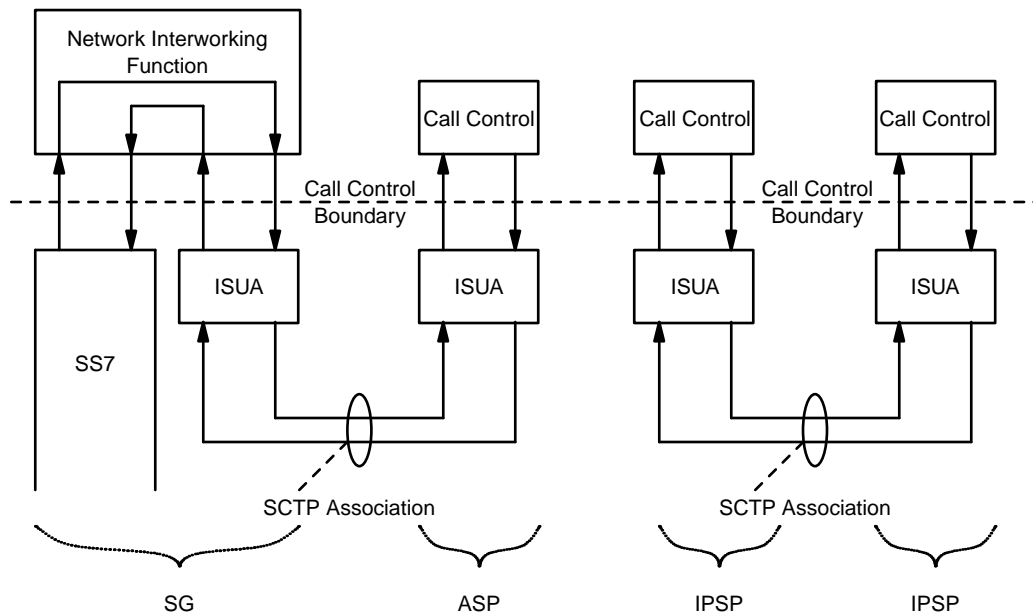 Network Interworking
Function
Call Control
Call Control
Call Control
Call Control
Boundary
Call Control
Boundary
ISUA
ISUA
ISUA
ISUA
SS7
SCTP Association
SCTP Association
SG
ASP
IPSP
IPSP